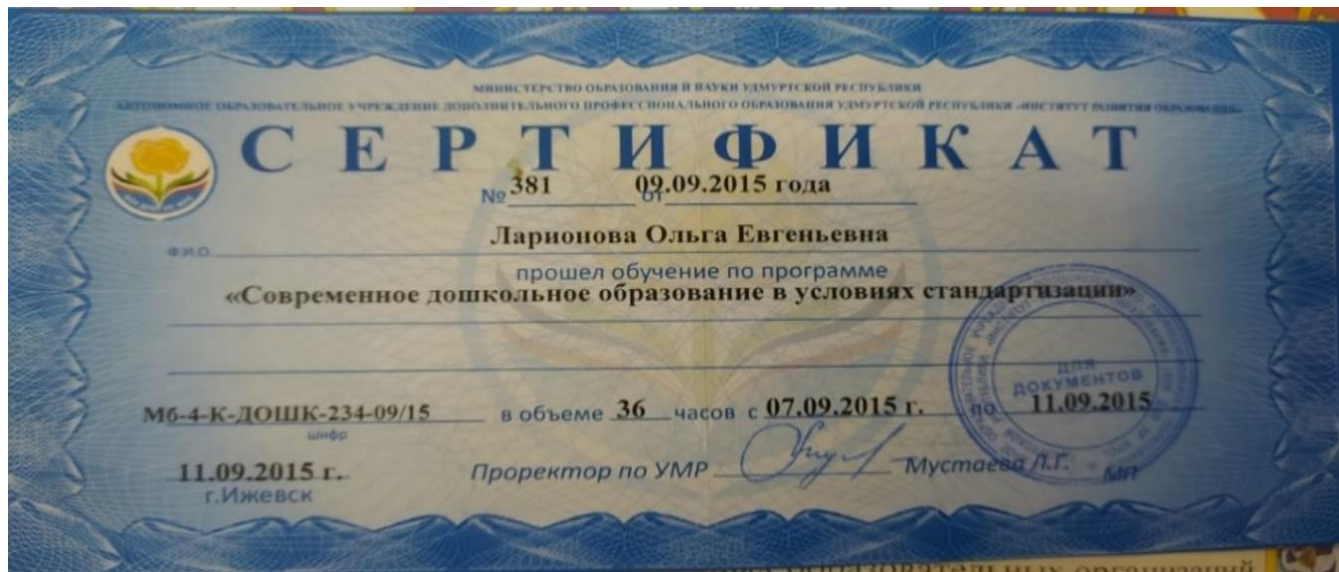 МИНИСТЕРСТВО ОБРАЗОВАНИЯ И НАУКИ УДМУРТСКОЙ РЕСПУБЛИКИ
АВТОНОМНОЕ ОБРАЗОВАТЕЛЬНОЕ УЧРЕЖДЕНИЕ ДОПОЛНИТЕЛЬНОГО ПРОФЕССИОНАЛЬНОГО ОБРАЗОВАНИЯ УДМУРТСКОЙ РЕСПУБЛИКИ «ИНСТИТУТ РАЗВИТИЯ ОБРАЗОВАНИЯ»
СЕРТИФИКАТ
№ 381 от 09.09.2015 года
Ф.И.О. Ларионова Ольга Евгеньевна
прошел обучение по программе
«Современное дошкольное образование в условиях стандартизации»
М6-4-К-ДОШК-234-09/15 в объеме 36 часов с 07.09.2015 г. по 11.09.2015
шифр
11.09.2015 г. Проректор по УМР Мустаева Л.Г.
г.Ижевск МП
ДЛЯ
ДОКУМЕНТОВ
образовательных организаций